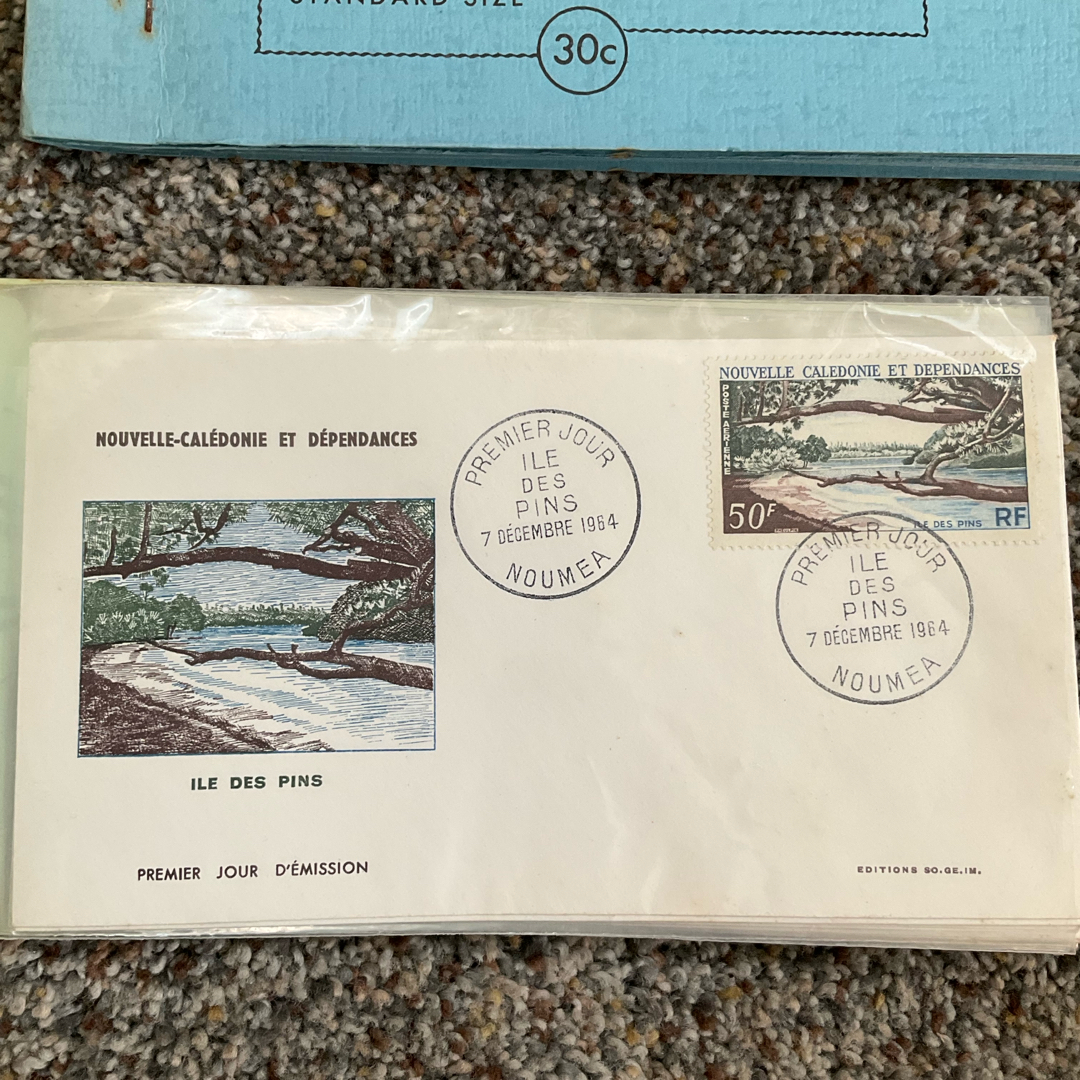 STANDARD SIZE
30c
NOUVELLE-CALÉDONIE ET DÉPENDANCES
ILE DES PINS
PREMIER JOUR D'ÉMISSION
PREMIER JOUR
ILE
DES
PINS
7 DÉCEMBRE 1964
NOUMEA
NOUVELLE CALEDONIE ET DEPENDANCES
POSTE AERIENNE
50F
ILE DES PINS
RF
PREMIER JOUR
ILE
DES
PINS
7 DÉCEMBRE 1964
NOUMEA
EDITIONS SO.GE.IM.